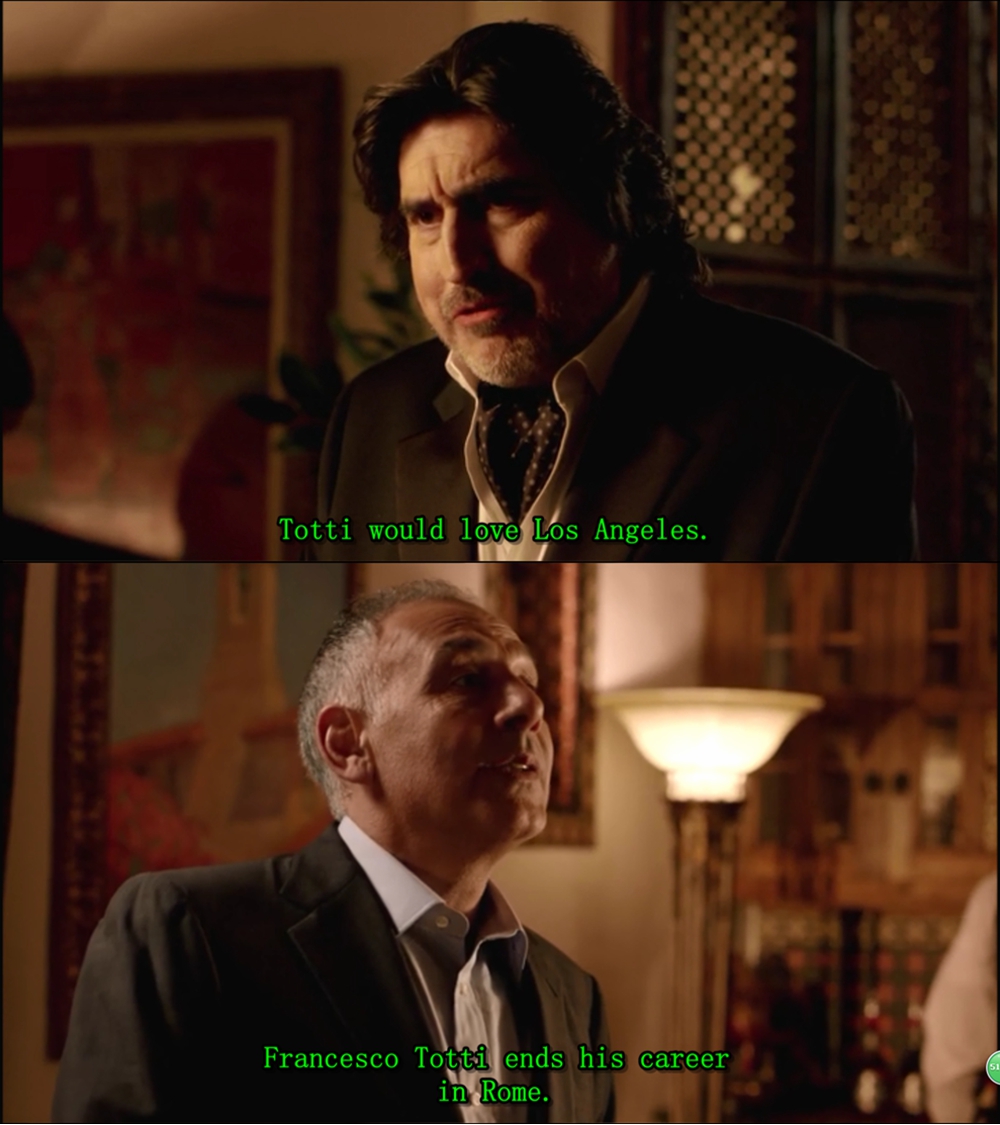 Totti would love Los Angeles.
Francesco Totti ends his career
in Rome.